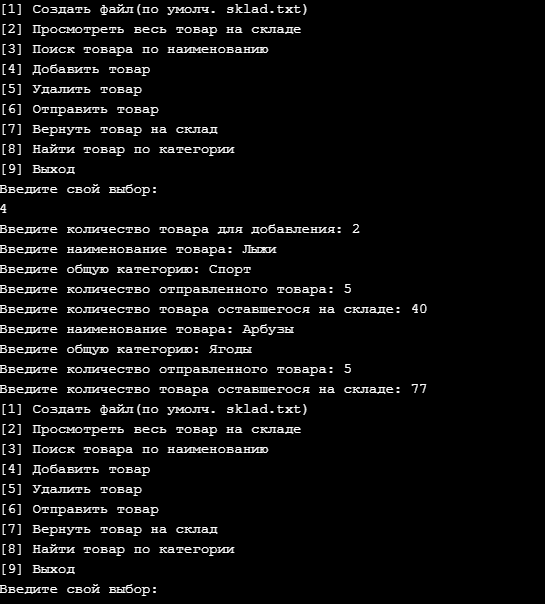 [1] Создать файл(по умолч. sklad.txt)
[2] Просмотреть весь товар на складе
[3] Поиск товара по наименованию
[4] Добавить товар
[5] Удалить товар
[6] Отправить товар
[7] Вернуть товар на склад
[8] Найти товар по категории
[9] Выход
Введите свой выбор:
4
Введите количество товара для добавления: 2
Введите наименование товара: Лыжи
Введите общую категорию: Спорт
Введите количество отправленного товара: 5
Введите количество товара оставшегося на складе: 40
Введите наименование товара: Арбузы
Введите общую категорию: Ягоды
Введите количество отправленного товара: 5
Введите количество товара оставшегося на складе: 77
[1] Создать файл(по умолч. sklad.txt)
[2] Просмотреть весь товар на складе
[3] Поиск товара по наименованию
[4] Добавить товар
[5] Удалить товар
[6] Отправить товар
[7] Вернуть товар на склад
[8] Найти товар по категории
[9] Выход
Введите свой выбор: